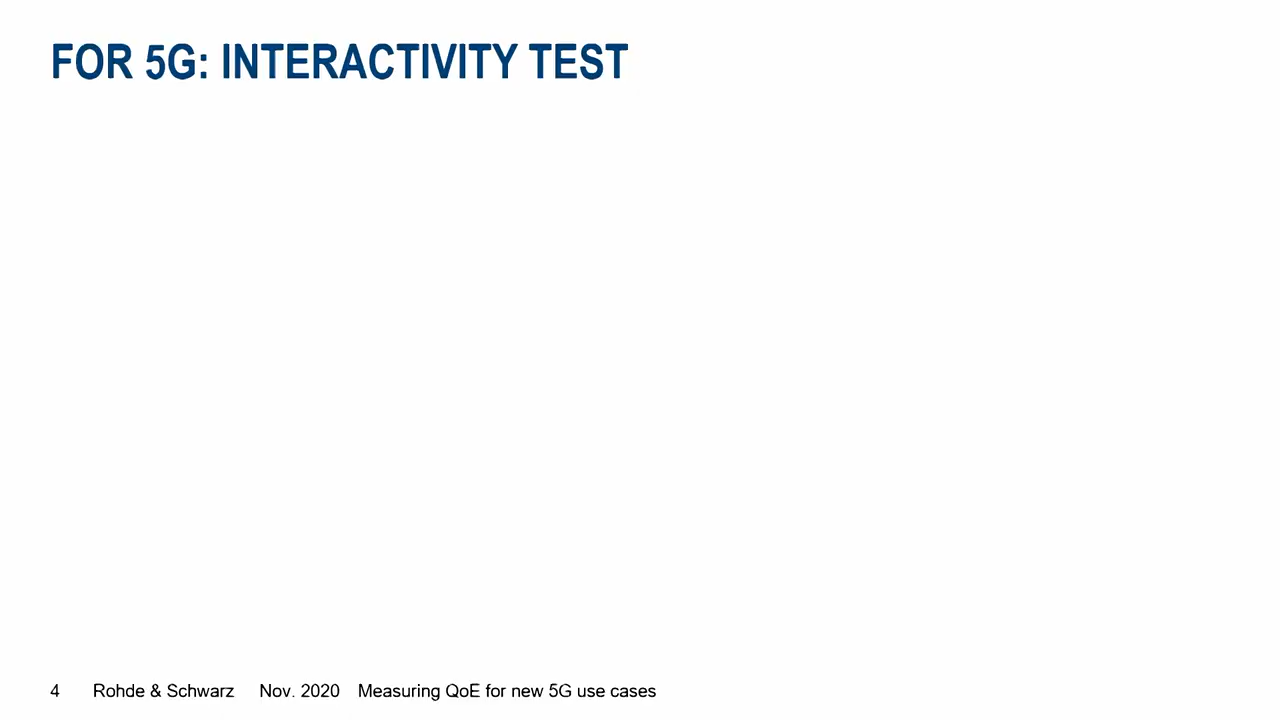 FOR 5G: INTERACTIVITY TEST
4 Rohde & Schwarz Nov. 2020 Measuring QoE for new 5G use cases